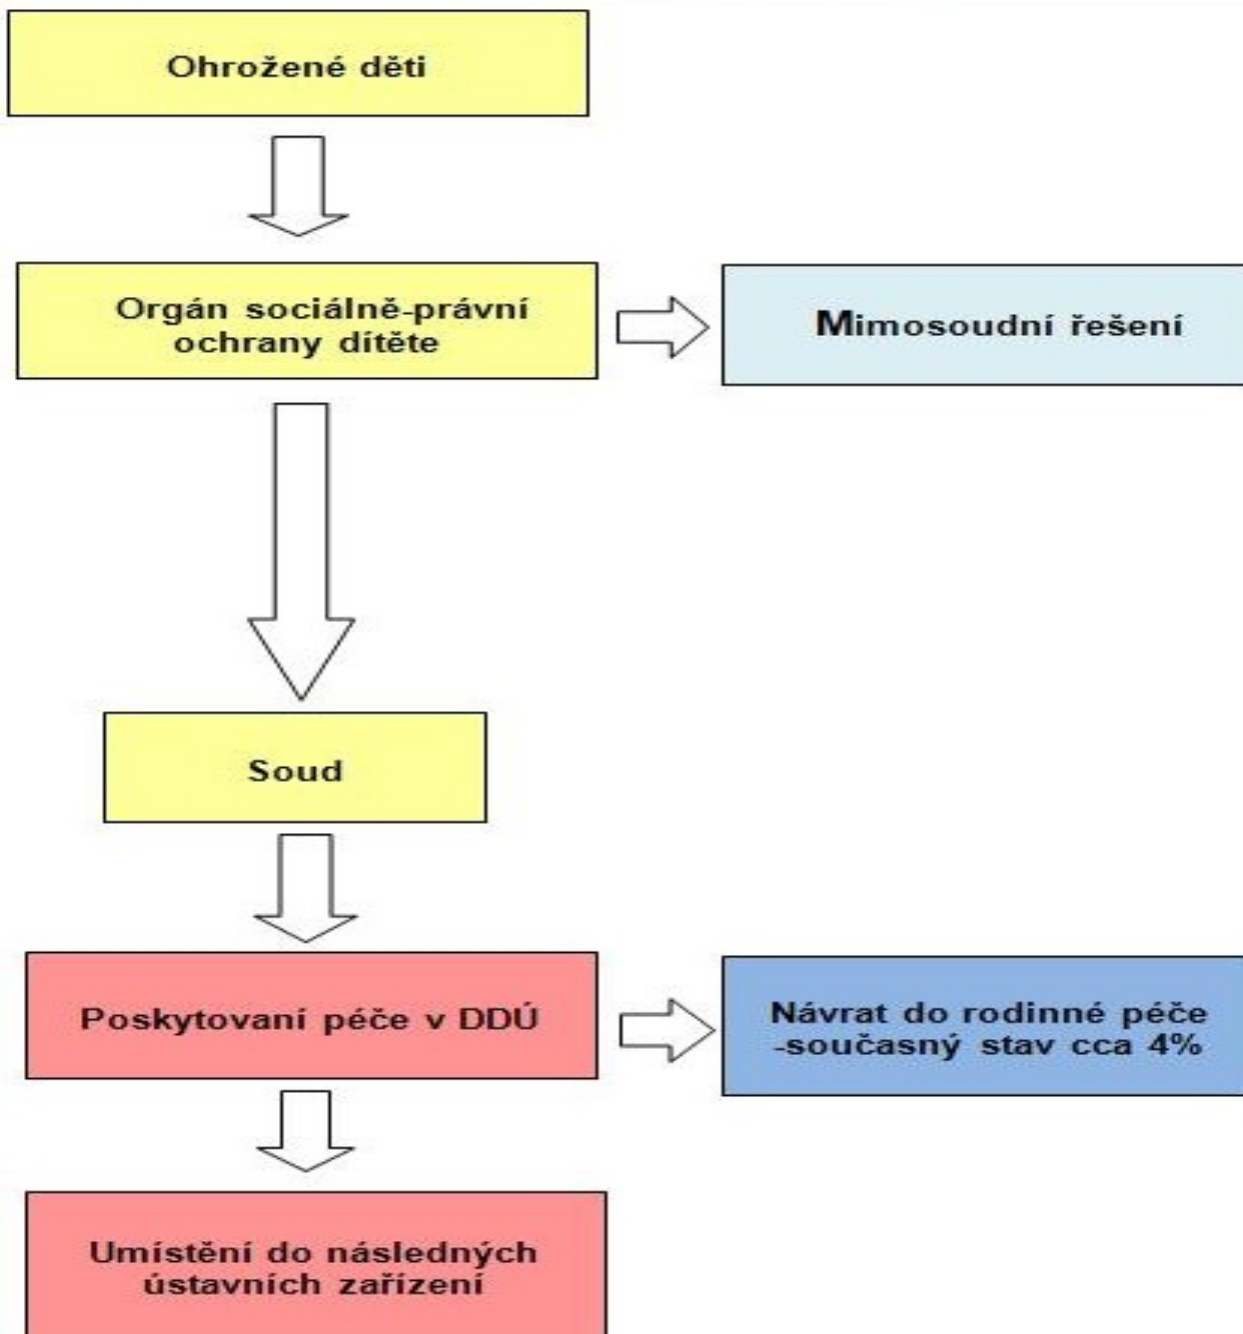 Ohrožené děti
Orgán sociálně-právní
ochrany dítěte
Mimosoudní řešení
Soud
Poskytovaní péče v DDÚ
Návrat do rodinné péče
-současný stav cca 4%
Umístění do následných
ústavních zařízení